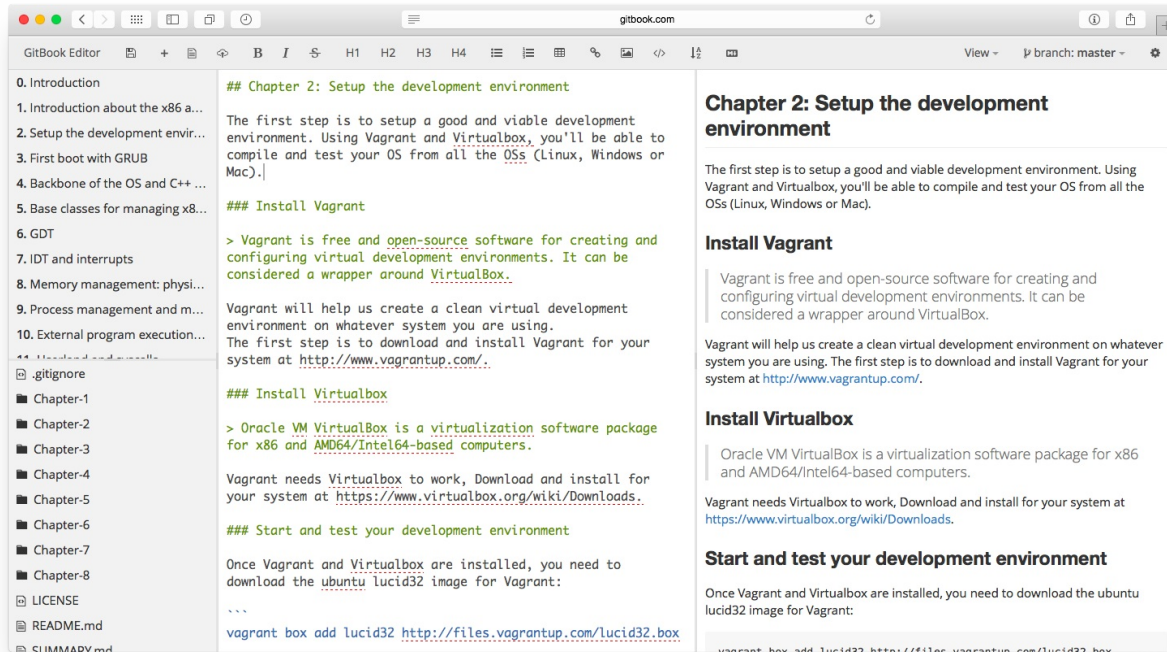 gitbook.com
GitBook Editor B I S H1 H2 H3 H4 View branch: master
0. Introduction
1. Introduction about the x86 a...
2. Setup the development envir...
3. First boot with GRUB
4. Backbone of the OS and C++ ...
5. Base classes for managing x8...
6. GDT
7. IDT and interrupts
8. Memory management: physi...
9. Process management and m...
10. External program execution...
11. Userland and syscalls
.gitignore
Chapter-1
Chapter-2
Chapter-3
Chapter-4
Chapter-5
Chapter-6
Chapter-7
Chapter-8
LICENSE
README.md
SUMMARY.md
## Chapter 2: Setup the development environment
The first step is to setup a good and viable development
environment. Using Vagrant and Virtualbox, you'll be able to
compile and test your OS from all the OSs (Linux, Windows or
Mac).
### Install Vagrant
> Vagrant is free and open-source software for creating and
configuring virtual development environments. It can be
considered a wrapper around VirtualBox.
Vagrant will help us create a clean virtual development
environment on whatever system you are using.
The first step is to download and install Vagrant for your
system at http://www.vagrantup.com/.
### Install Virtualbox
> Oracle VM VirtualBox is a virtualization software package
for x86 and AMD64/Intel64-based computers.
Vagrant needs Virtualbox to work, Download and install for
your system at https://www.virtualbox.org/wiki/Downloads.
### Start and test your development environment
Once Vagrant and Virtualbox are installed, you need to
download the ubuntu lucid32 image for Vagrant:
```
vagrant box add lucid32 http://files.vagrantup.com/lucid32.box
Chapter 2: Setup the development
environment
The first step is to setup a good and viable development environment. Using
Vagrant and Virtualbox, you'll be able to compile and test your OS from all the
OSs (Linux, Windows or Mac).
Install Vagrant
Vagrant is free and open-source software for creating and
configuring virtual development environments. It can be
considered a wrapper around VirtualBox.
Vagrant will help us create a clean virtual development environment on whatever
system you are using. The first step is to download and install Vagrant for your
system at http://www.vagrantup.com/.
Install Virtualbox
Oracle VM VirtualBox is a virtualization software package for x86
and AMD64/Intel64-based computers.
Vagrant needs Virtualbox to work, Download and install for your system at
https://www.virtualbox.org/wiki/Downloads.
Start and test your development environment
Once Vagrant and Virtualbox are installed, you need to download the ubuntu
lucid32 image for Vagrant:
vagrant box add lucid32 http://files.vagrantup.com/lucid32.box